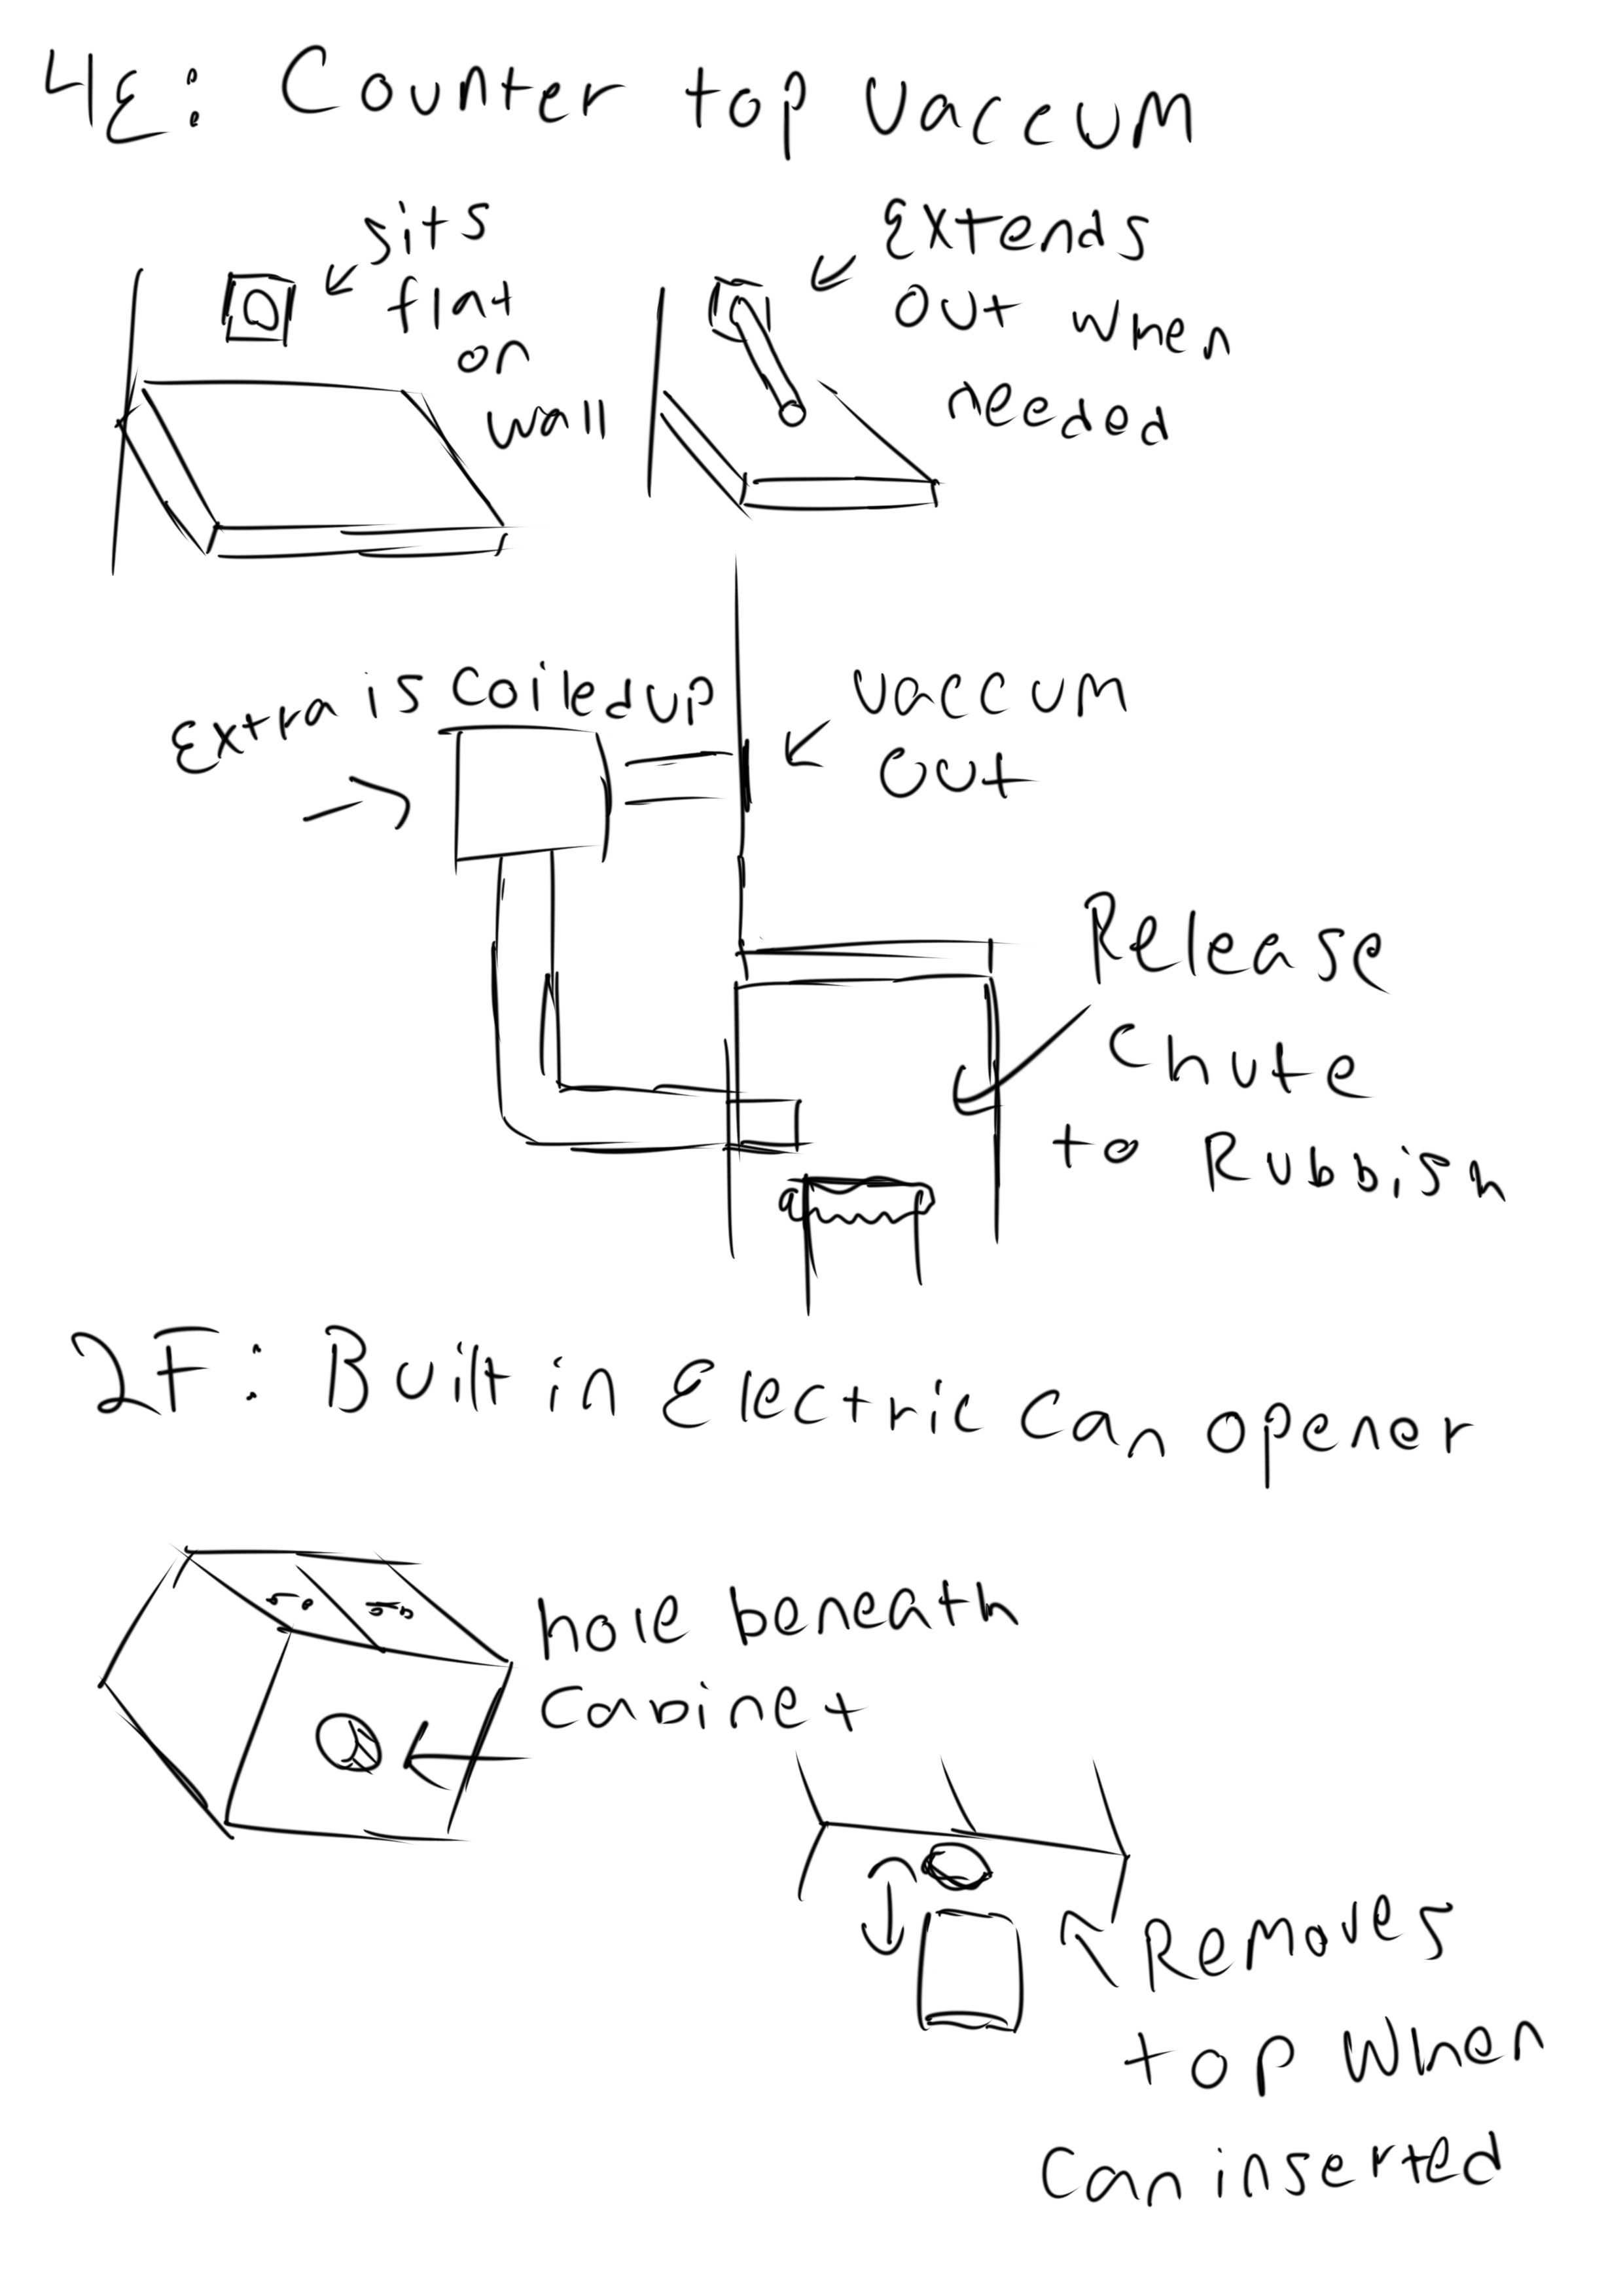 4E: Counter top vaccum
sits
flat
on
wall
Extends
out when
needed
Extra is coiled up
vaccum
out
Release
Chute
to Rubbish
2F: Built in Electric can opener
hole beneath
cabinet
Removes
top when
can inserted